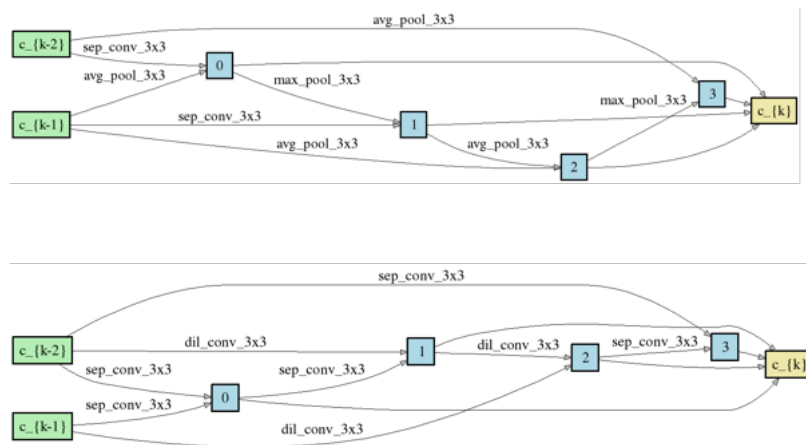 avg_pool_3x3
c_{k-2}
sep_conv_3x3
0
avg_pool_3x3
max_pool_3x3
3
max_pool_3x3
c_{k}
c_{k-1}
sep_conv_3x3
1
avg_pool_3x3
avg_pool_3x3
2
sep_conv_3x3
c_{k-2}
dil_conv_3x3
1
dil_conv_3x3
sep_conv_3x3
3
2
c_{k}
sep_conv_3x3
sep_conv_3x3
0
sep_conv_3x3
c_{k-1}
dil_conv_3x3